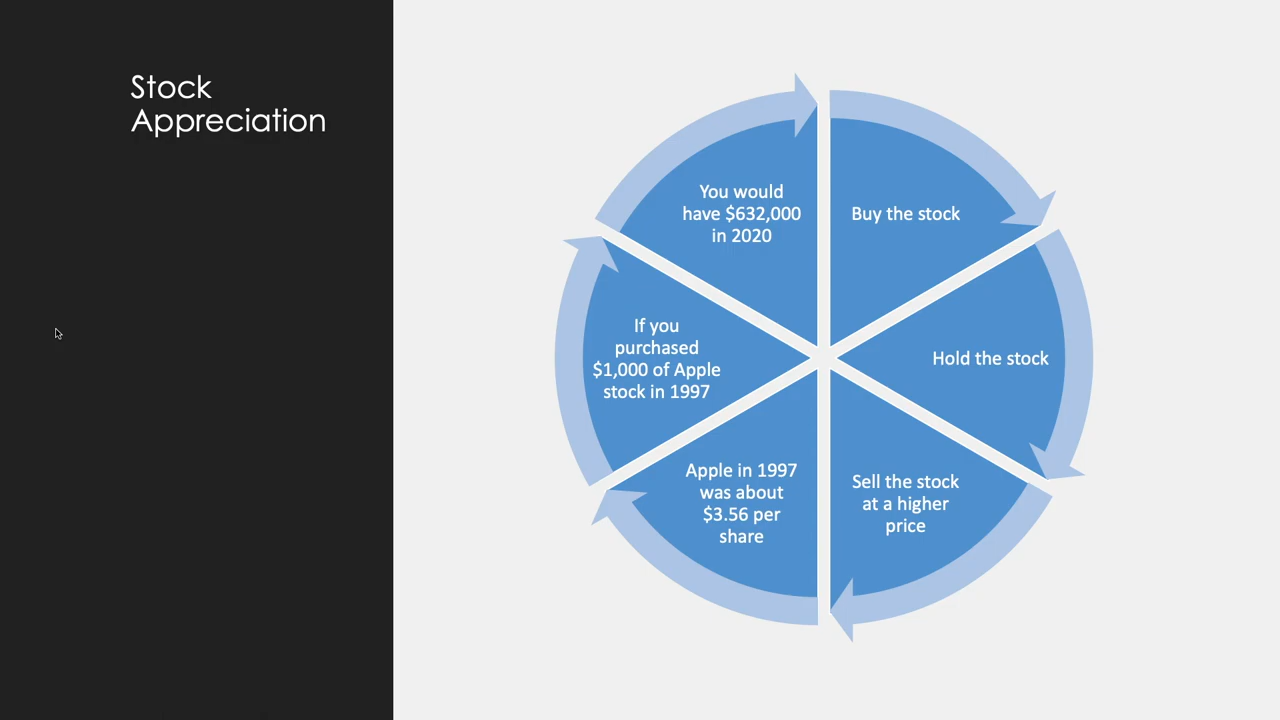 Stock
Appreciation
Buy the stock
Hold the stock
Sell the stock
at a higher
price
Apple in 1997
was about
$3.56 per
share
If you
purchased
$1,000 of Apple
stock in 1997
You would
have $632,000
in 2020